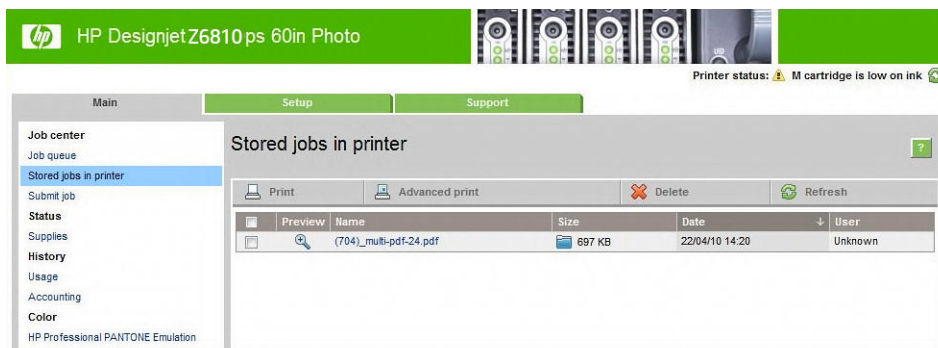 hp HP Designjet Z6810 ps 60in Photo
UID
Printer status: M cartridge is low on ink
Main Setup Support
Job center
Job queue
Stored jobs in printer
Submit job
Status
Supplies
History
Usage
Accounting
Color
HP Professional PANTONE Emulation
Stored jobs in printer ?
Print Advanced print Delete Refresh
Preview Name Size Date User
(704)_multi-pdf-24.pdf 697 KB 22/04/10 14:20 Unknown